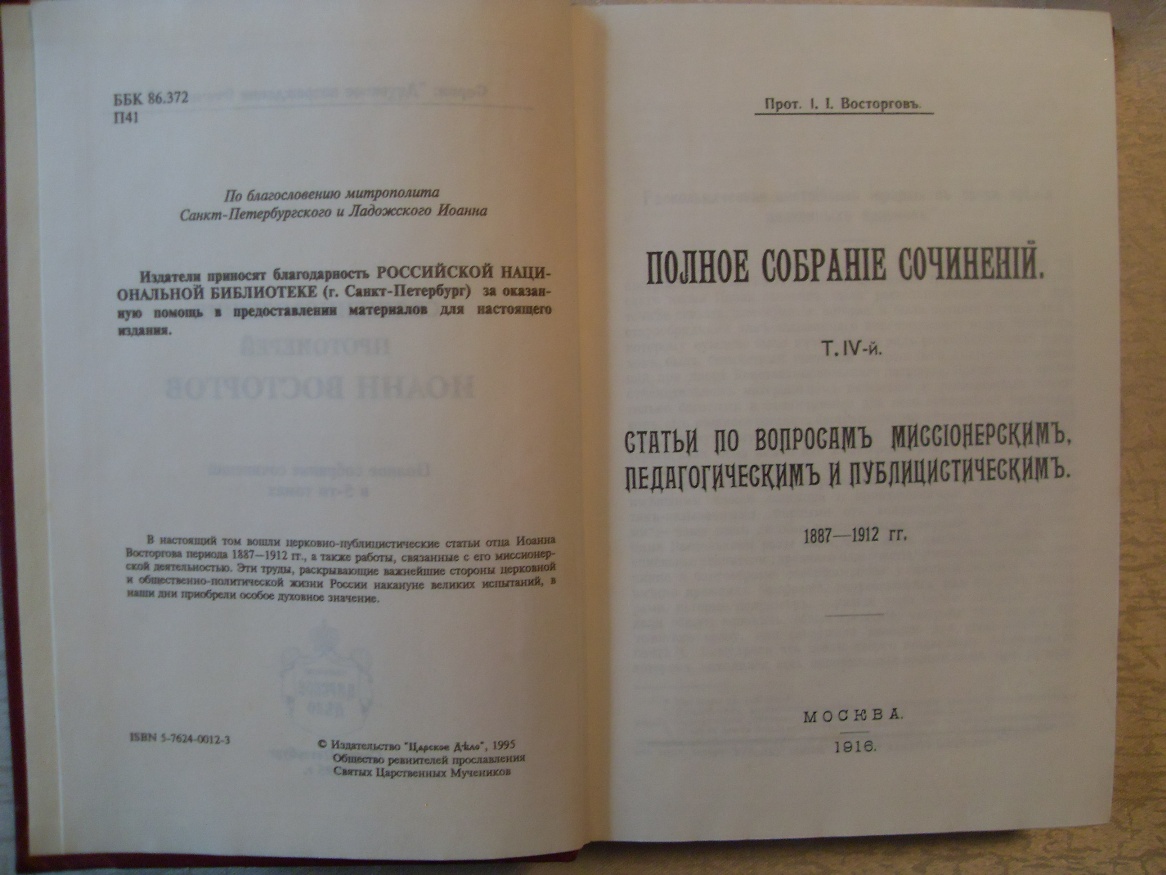 ББК 86.372
П41
По благословению митрополита
Санкт-Петербургского и Ладожского Иоанна
Издатели приносят благодарность РОССИЙСКОЙ НАЦИ-
ОНАЛЬНОЙ БИБЛИОТЕКЕ (г. Санкт-Петербург) за оказан-
ную помощь в предоставлении материалов для настоящего
издания.
В настоящий том вошли церковно-публицистические статьи отца Иоанна
Восторгова периода 1887—1912 гг., а также работы, связанные с его миссионер-
ской деятельностью. Эти труды, раскрывающие важнейшие стороны церковной
и общественно-политической жизни России накануне великих испытаний, в
наши дни приобрели особое духовное значение.
ISBN 5-7624-0012-3
© Издательство "Царское Дѣло", 1995
Общество ревнителей прославления
Святых Царственных Мучеников
Прот. І. І. Восторговъ.
ПОЛНОЕ СОБРАНІЕ СОЧИНЕНІЙ.
Т. IV-й.
СТАТЬИ ПО ВОПРОСАМЪ МИССІОНЕРСКИМЪ,
ПЕДАГОГИЧЕСКИМЪ И ПУБЛИЦИСТИЧЕСКИМЪ.
1887—1912 гг.
МОСКВА.
1916.